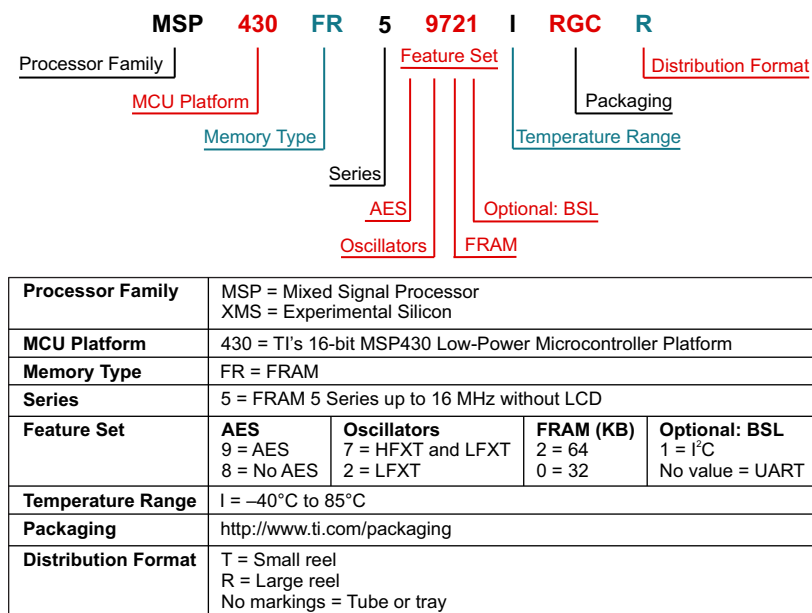 MSP 430 FR 5 9721 I RGC R
Processor Family
Feature Set
Distribution Format
MCU Platform
Packaging
Memory Type
Temperature Range
Series
AES
Optional: BSL
Oscillators
FRAM
Processor Family
MSP = Mixed Signal Processor
XMS = Experimental Silicon
MCU Platform
430 = TI's 16-bit MSP430 Low-Power Microcontroller Platform
Memory Type
FR = FRAM
Series
5 = FRAM 5 Series up to 16 MHz without LCD
Feature Set
AES
9 = AES
8 = No AES
Oscillators
7 = HFXT and LFXT
2 = LFXT
FRAM (KB)
2 = 64
0 = 32
Optional: BSL
1 = I²C
No value = UART
Temperature Range
I = –40°C to 85°C
Packaging
http://www.ti.com/packaging
Distribution Format
T = Small reel
R = Large reel
No markings = Tube or tray